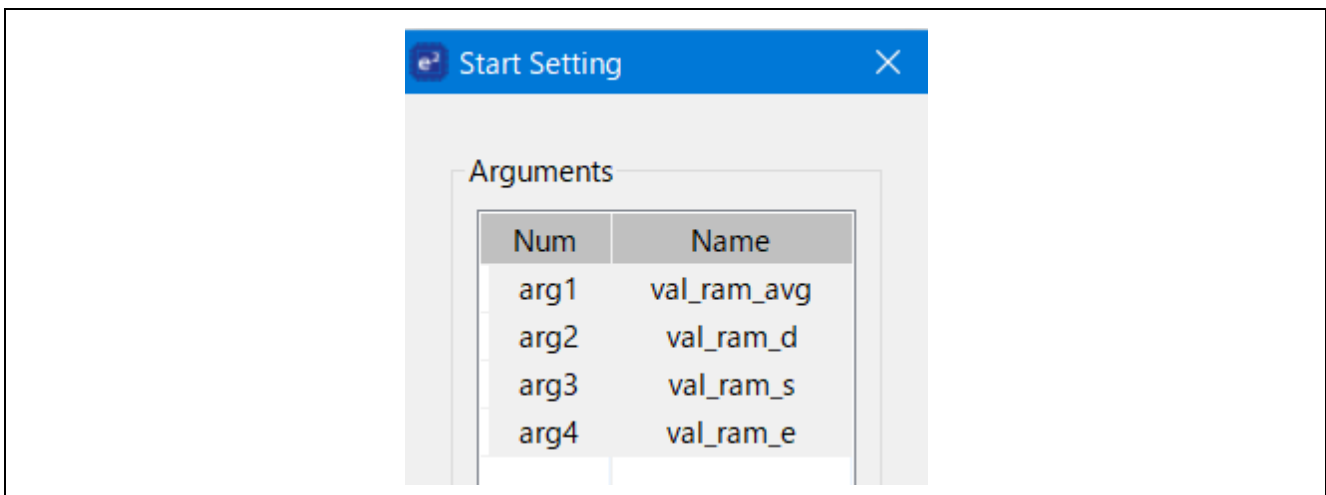 e² Start Setting
Arguments
Num Name
arg1 val_ram_avg
arg2 val_ram_d
arg3 val_ram_s
arg4 val_ram_e